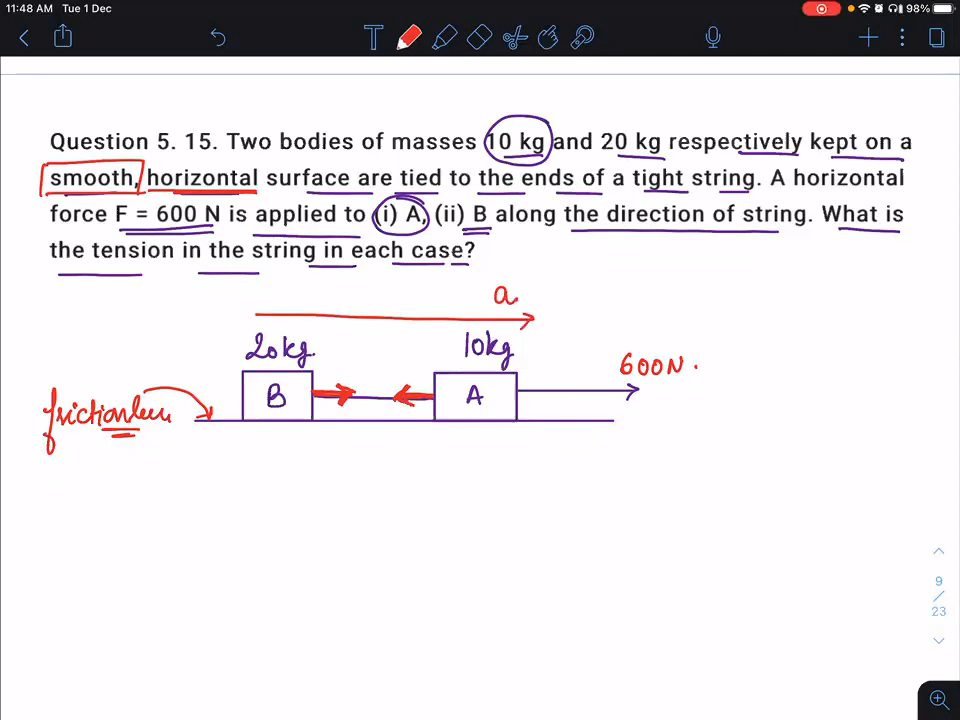 11:48 AM Tue 1 Dec
98%
Question 5. 15. Two bodies of masses 10 kg and 20 kg respectively kept on a
smooth, horizontal surface are tied to the ends of a tight string. A horizontal
force F = 600 N is applied to (i) A, (ii) B along the direction of string. What is
the tension in the string in each case?
a
20kg.
10kg
600N.
B
A
frictionless
9
/
23